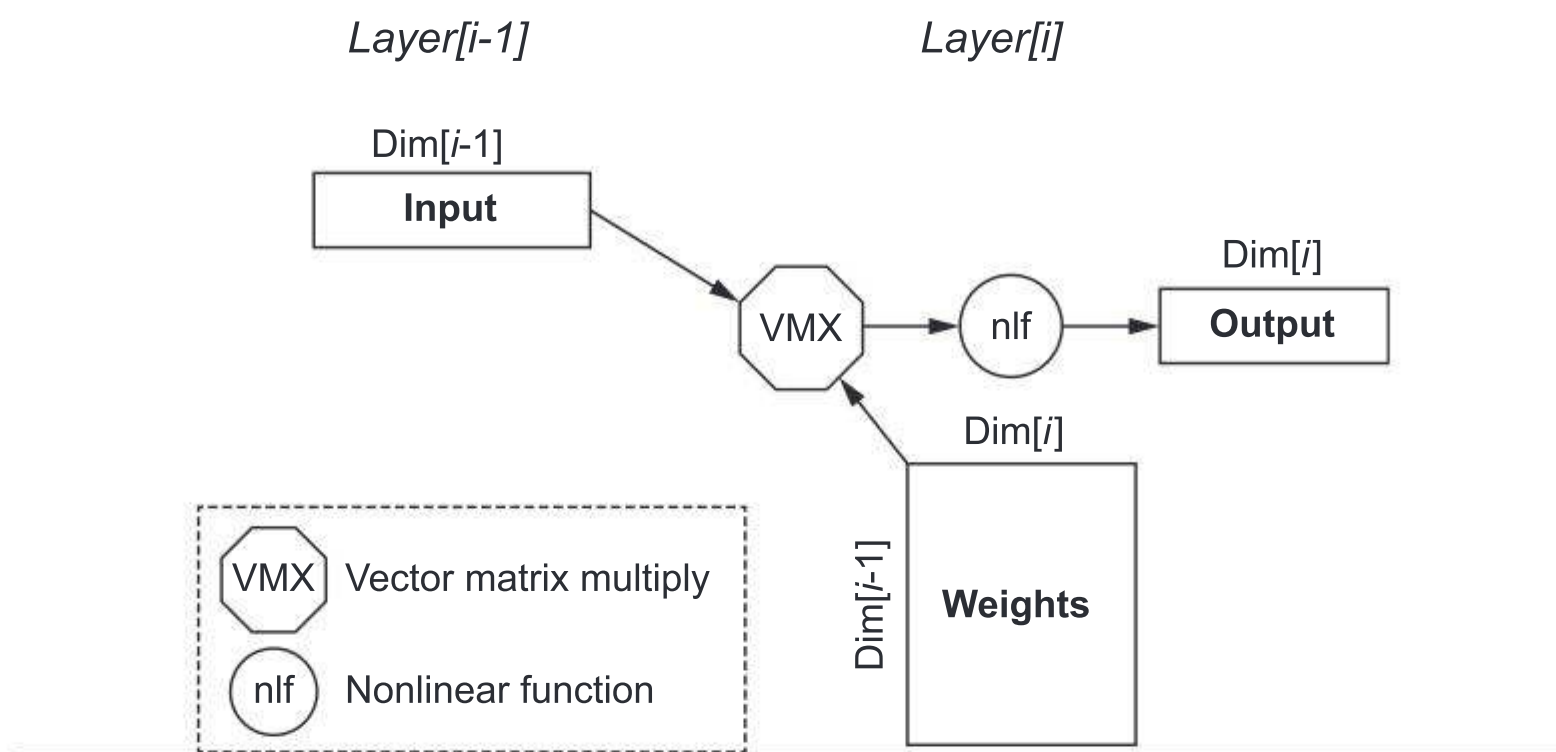 Layer[i-1]
Layer[i]
Dim[i-1]
Input
VMX
nlf
Dim[i]
Output
Dim[i]
Dim[i-1]
Weights
VMX
Vector matrix multiply
nlf
Nonlinear function